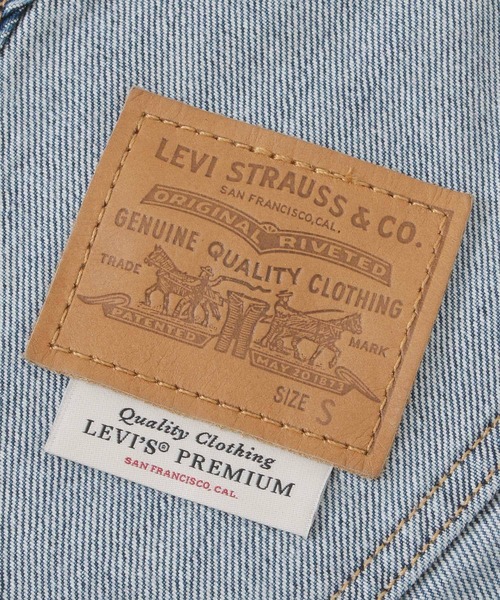 LEVI STRAUSS & CO.
SAN FRANCISCO, CAL.
ORIGINAL RIVETED
GENUINE QUALITY CLOTHING
TRADE MARK
PATENTED MAY 20 1873
SIZE S
Quality Clothing
LEVI'S® PREMIUM
SAN FRANCISCO, CAL.